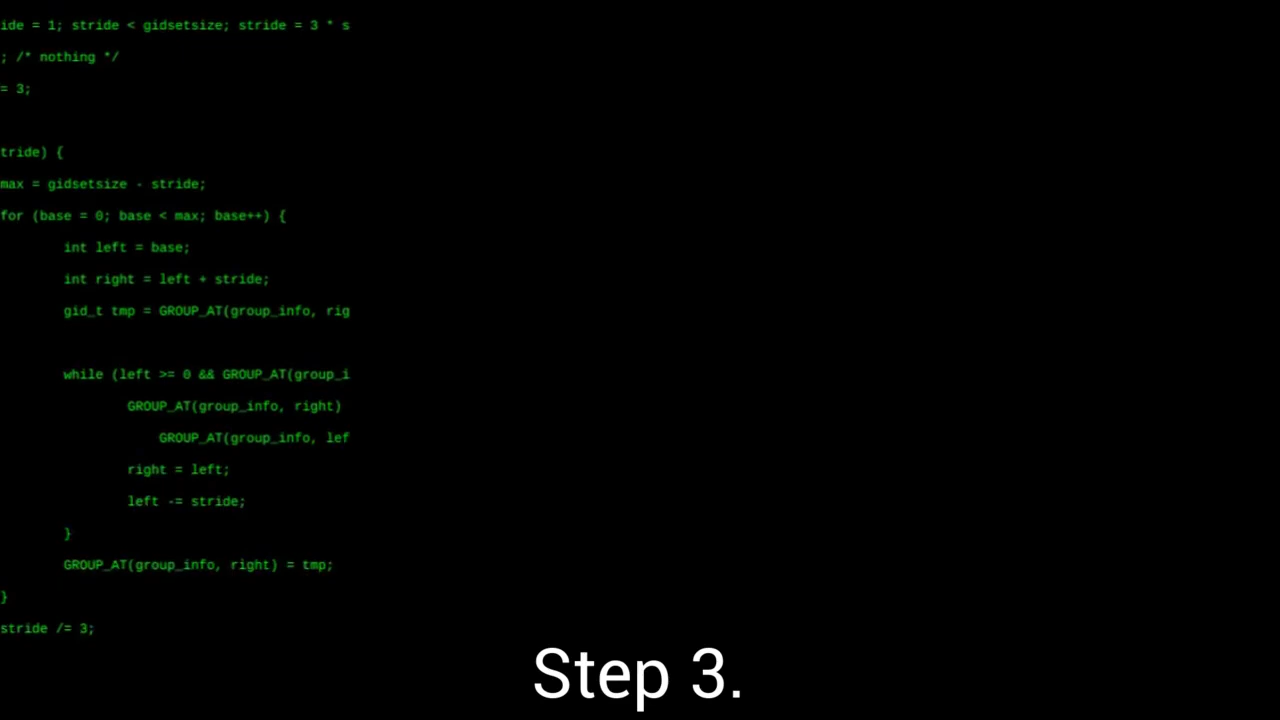 ide = 1; stride < gidsetsize; stride = 3 * s
; /* nothing */
= 3;
tride) {
max = gidsetsize - stride;
for (base = 0; base < max; base++) {
int left = base;
int right = left + stride;
gid_t tmp = GROUP_AT(group_info, rig
while (left >= 0 && GROUP_AT(group_i
GROUP_AT(group_info, right)
GROUP_AT(group_info, lef
right = left;
left -= stride;
}
GROUP_AT(group_info, right) = tmp;
}
stride /= 3;
Step 3.